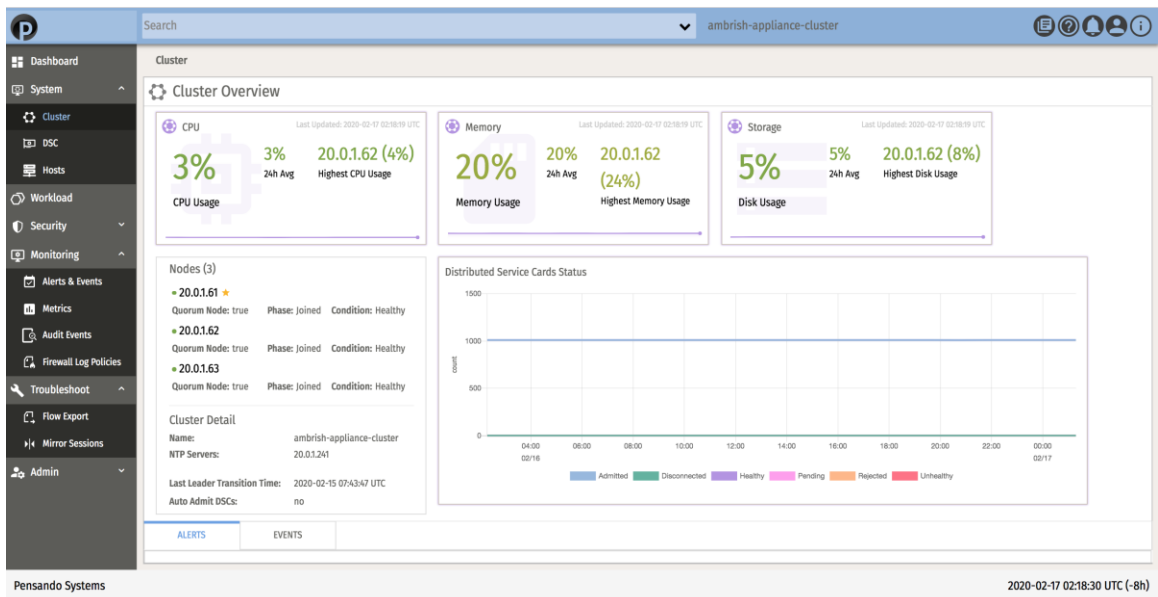 Search
ambrish-appliance-cluster
Dashboard
System
Cluster
DSC
Hosts
Workload
Security
Monitoring
Alerts & Events
Metrics
Audit Events
Firewall Log Policies
Troubleshoot
Flow Export
Mirror Sessions
Admin
Cluster
Cluster Overview
CPU
Last Updated: 2020-02-17 02:18:19 UTC
3%
CPU Usage
3%
24h Avg
20.0.1.62 (4%)
Highest CPU Usage
Memory
Last Updated: 2020-02-17 02:18:19 UTC
20%
Memory Usage
20%
24h Avg
20.0.1.62
(24%)
Highest Memory Usage
Storage
Last Updated: 2020-02-17 02:18:19 UTC
5%
Disk Usage
5%
24h Avg
20.0.1.62 (8%)
Highest Disk Usage
Nodes (3)
20.0.1.61
Quorum Node: true Phase: Joined Condition: Healthy
20.0.1.62
Quorum Node: true Phase: Joined Condition: Healthy
20.0.1.63
Quorum Node: true Phase: Joined Condition: Healthy
Cluster Detail
Name: ambrish-appliance-cluster
NTP Servers: 20.0.1.241
Last Leader Transition Time: 2020-02-15 07:43:47 UTC
Auto Admit DSCs: no
Distributed Service Cards Status
1500
1000
500
0
count
04:00 06:00 08:00 10:00 12:00 14:00 16:00 18:00 20:00 22:00 00:00
02/16 02/17
Admitted Disconnected Healthy Pending Rejected Unhealthy
ALERTS EVENTS
Pensando Systems
2020-02-17 02:18:30 UTC (-8h)